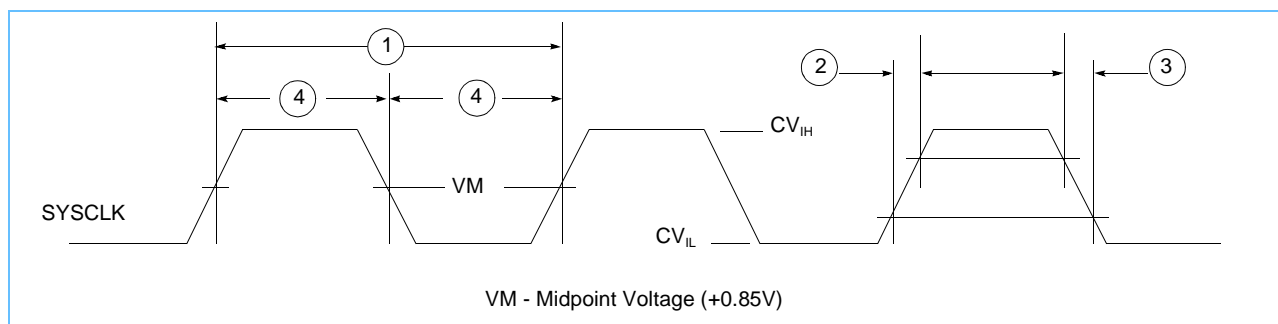 1
2
3
4
4
CV_IH
VM
SYSCLK
CV_IL
VM - Midpoint Voltage (+0.85V)